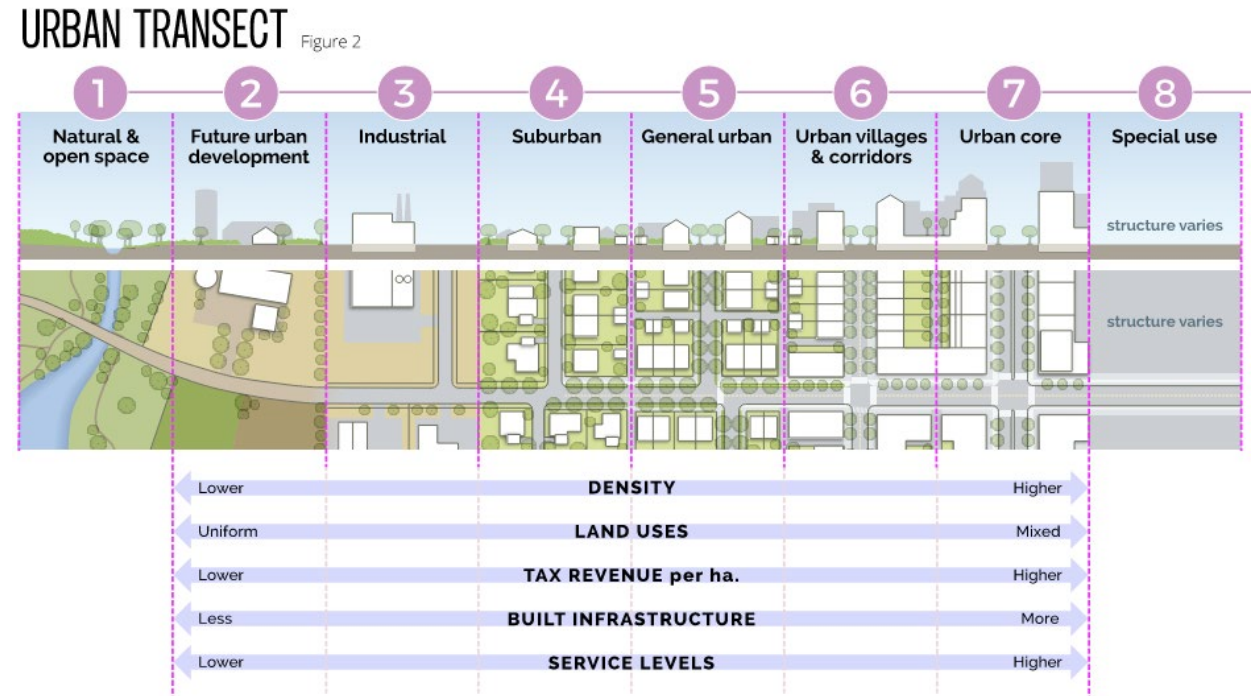 URBAN TRANSECT Figure 2
1 2 3 4 5 6 7 8
Natural &
open space
Future urban
development
Industrial
Suburban
General urban
Urban villages
& corridors
Urban core
Special use
structure varies
structure varies
Lower DENSITY Higher
Uniform LAND USES Mixed
Lower TAX REVENUE per ha. Higher
Less BUILT INFRASTRUCTURE More
Lower SERVICE LEVELS Higher